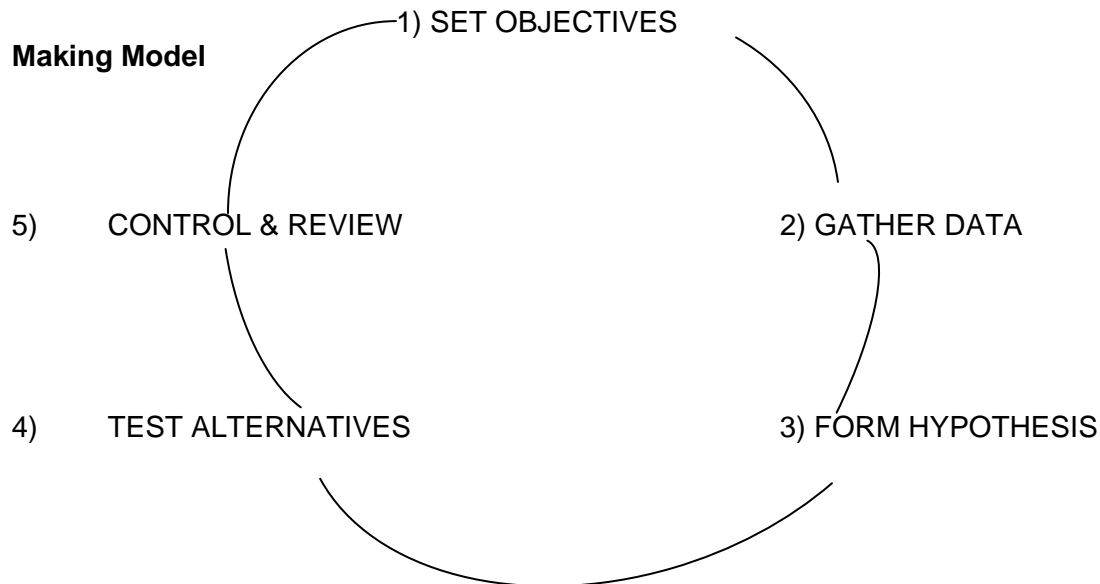 1) SET OBJECTIVES
Making Model
5) CONTROL & REVIEW
2) GATHER DATA
4) TEST ALTERNATIVES
3) FORM HYPOTHESIS